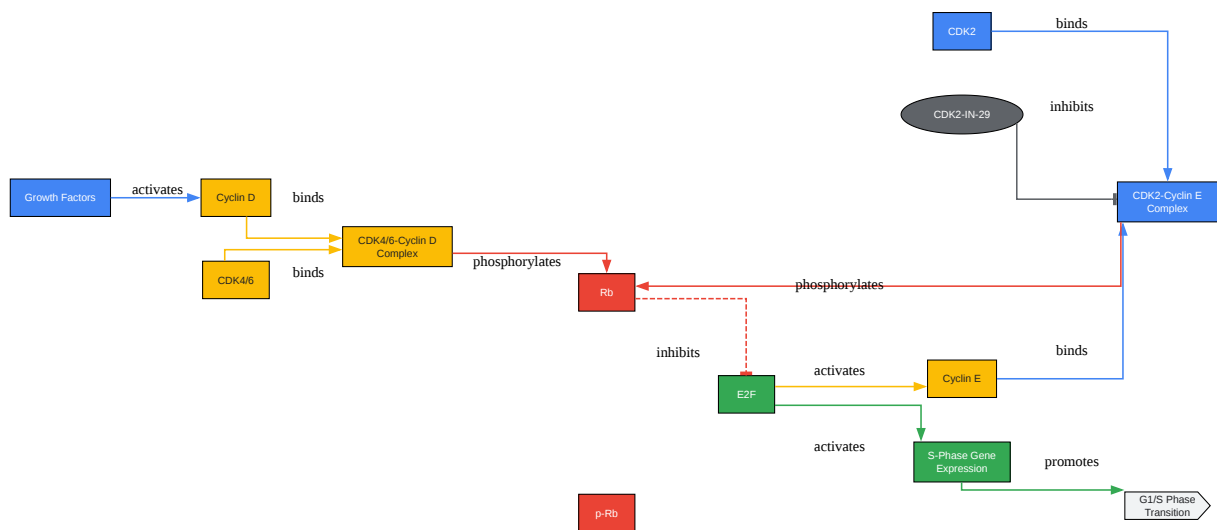 CDK2
binds
CDK2-IN-29
inhibits
Growth Factors
activates
Cyclin D
binds
CDK2-Cyclin E
Complex
CDK4/6-Cyclin D
Complex
CDK4/6
binds
phosphorylates
Rb
phosphorylates
inhibits
E2F
activates
Cyclin E
binds
activates
S-Phase Gene
Expression
promotes
p-Rb
G1/S Phase
Transition